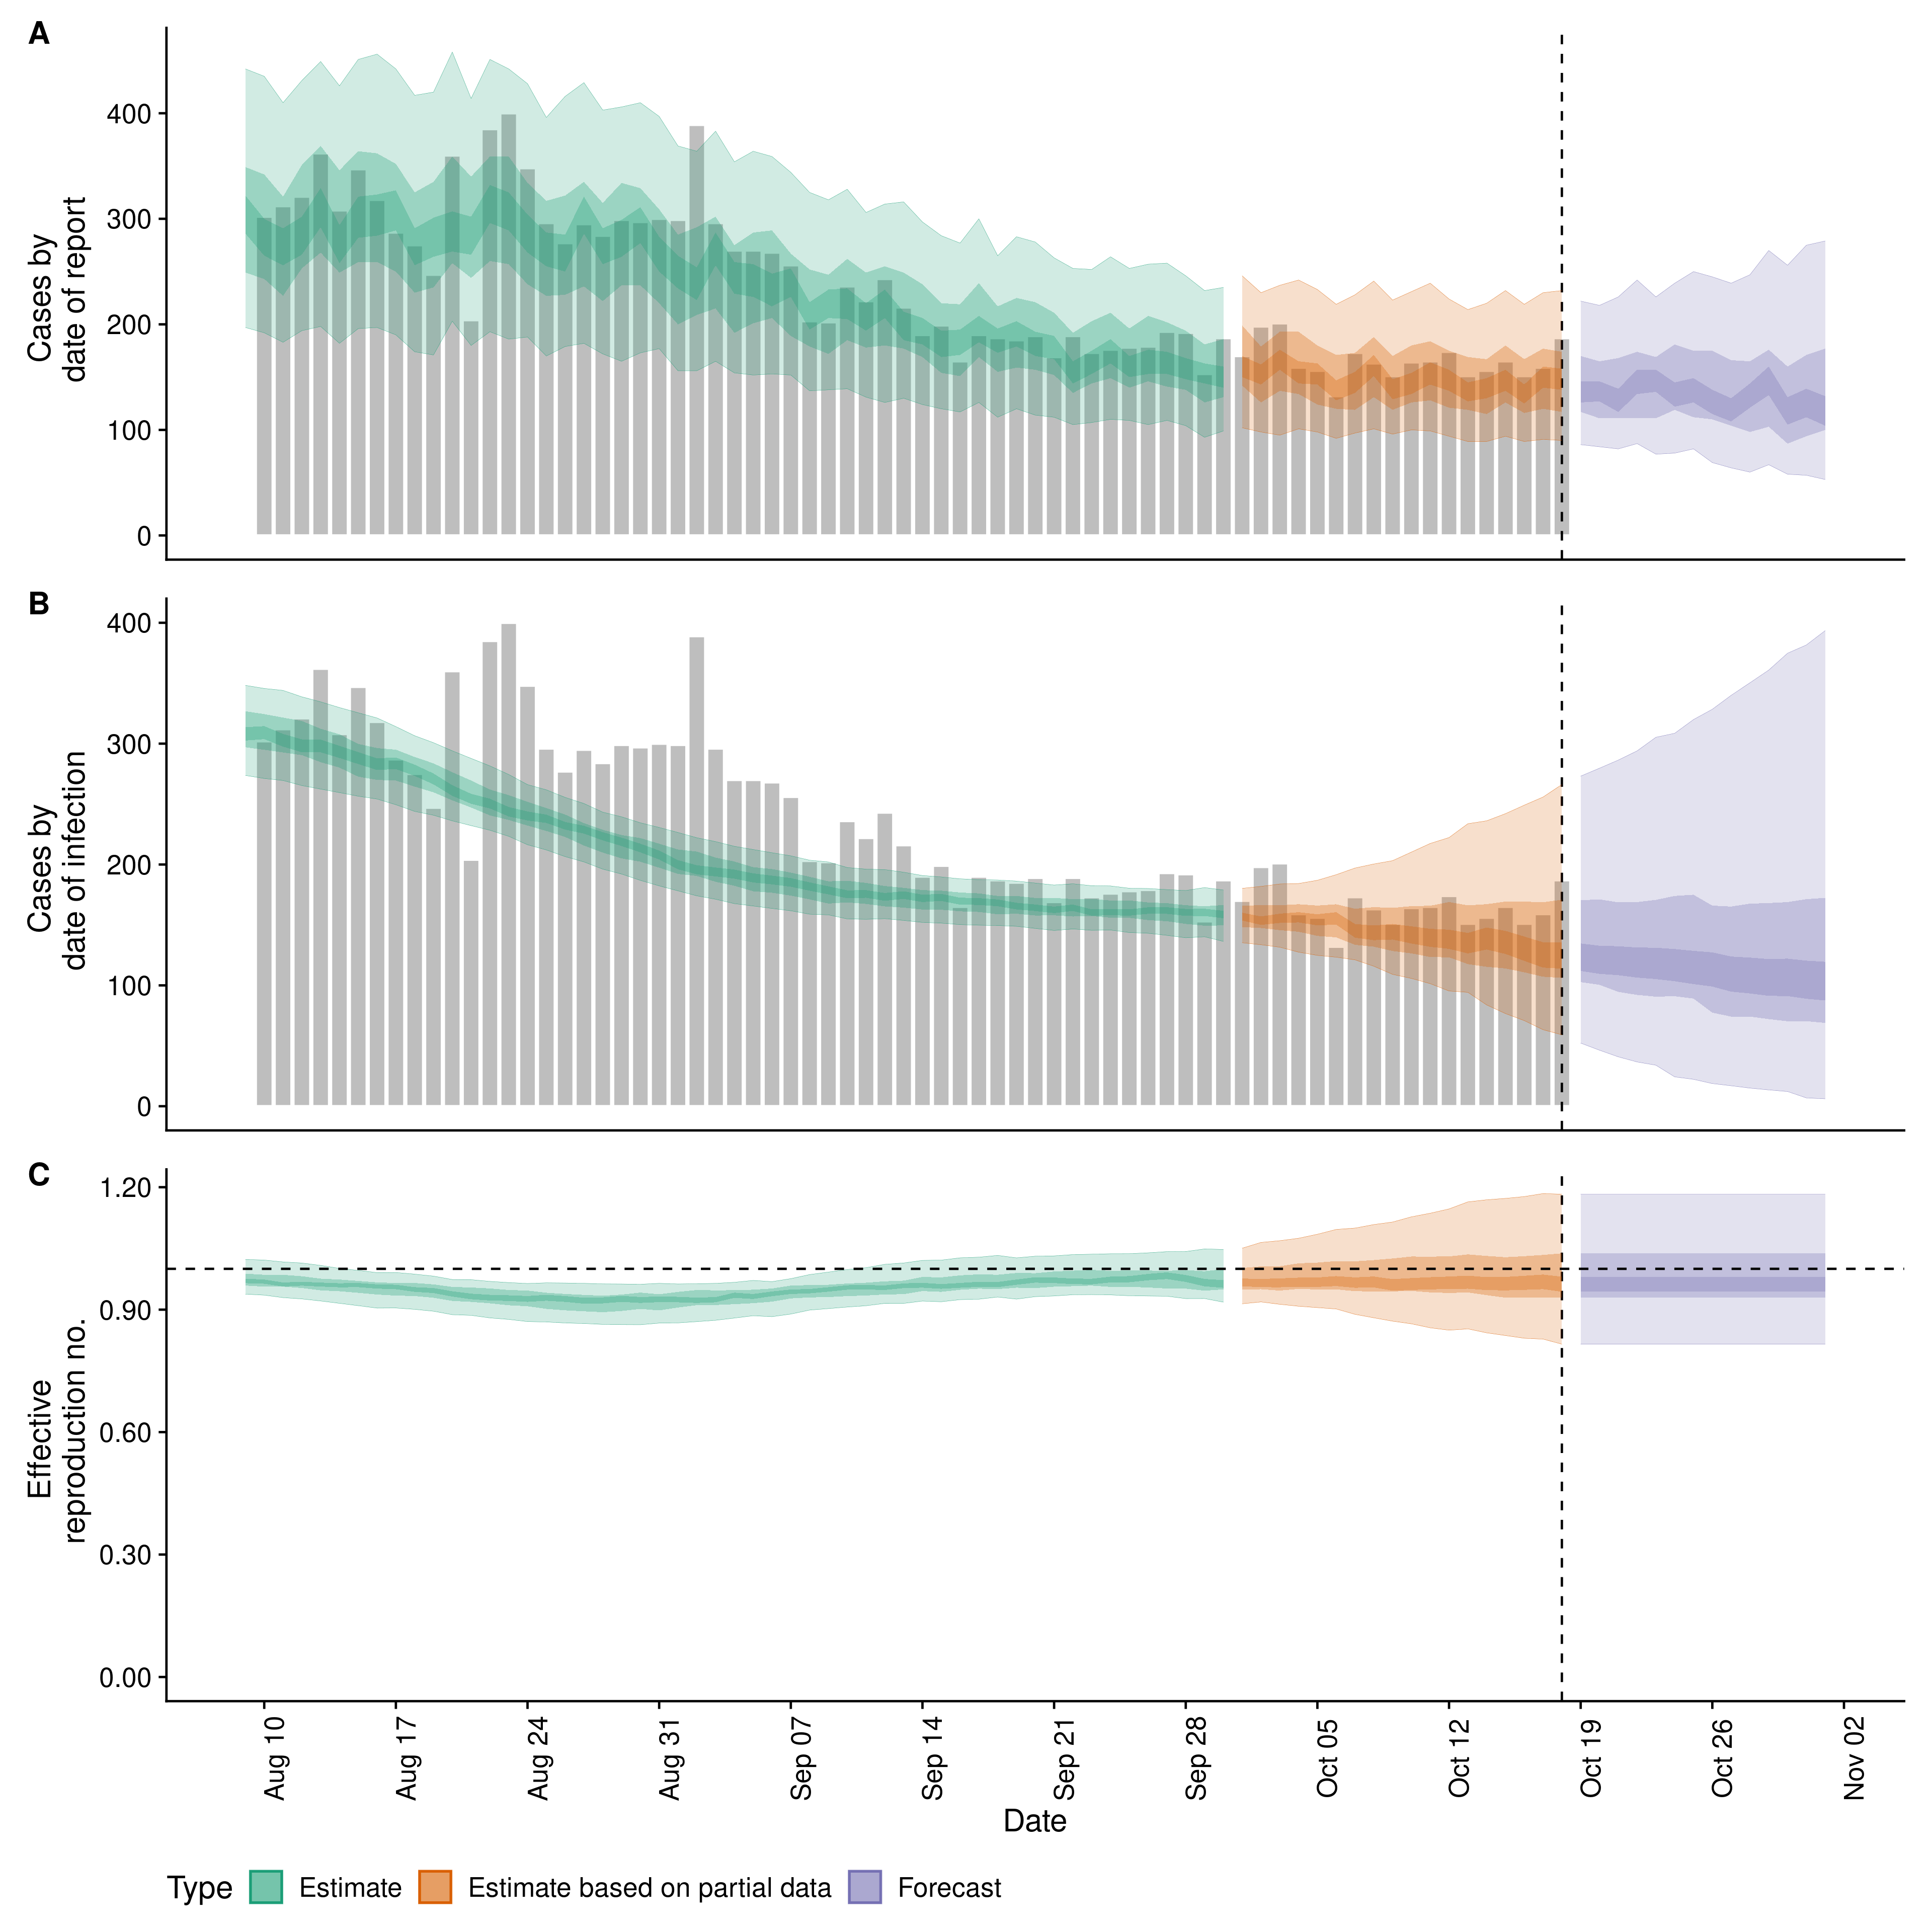 A
Cases by
date of report
400
300
200
100
0
B
Cases by
date of infection
400
300
200
100
0
C
Effective
reproduction no.
1.20
0.90
0.60
0.30
0.00
Aug 10
Aug 17
Aug 24
Aug 31
Sep 07
Sep 14
Sep 21
Sep 28
Oct 05
Oct 12
Oct 19
Oct 26
Nov 02
Date
Type Estimate Estimate based on partial data Forecast